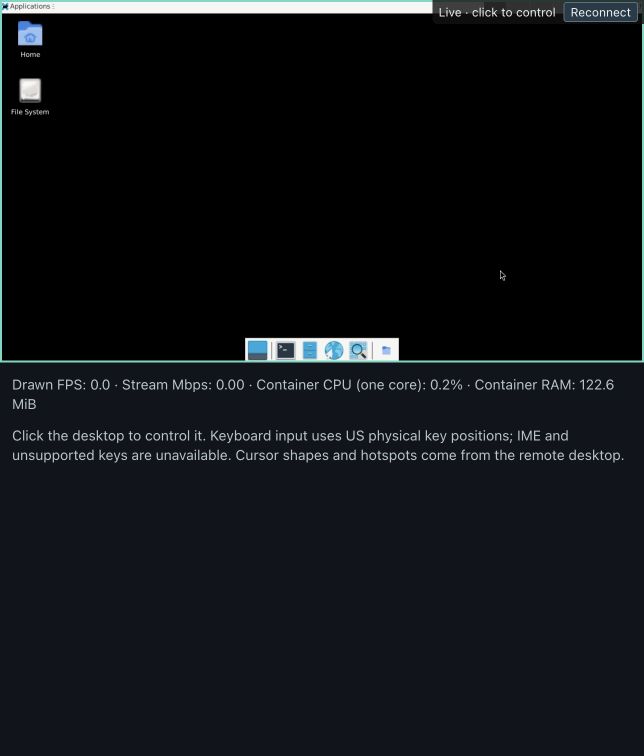 Applications :
Live · click to control
Reconnect
Home
File System
Drawn FPS: 0.0 · Stream Mbps: 0.00 · Container CPU (one core): 0.2% · Container RAM: 122.6
MiB
Click the desktop to control it. Keyboard input uses US physical key positions; IME and
unsupported keys are unavailable. Cursor shapes and hotspots come from the remote desktop.